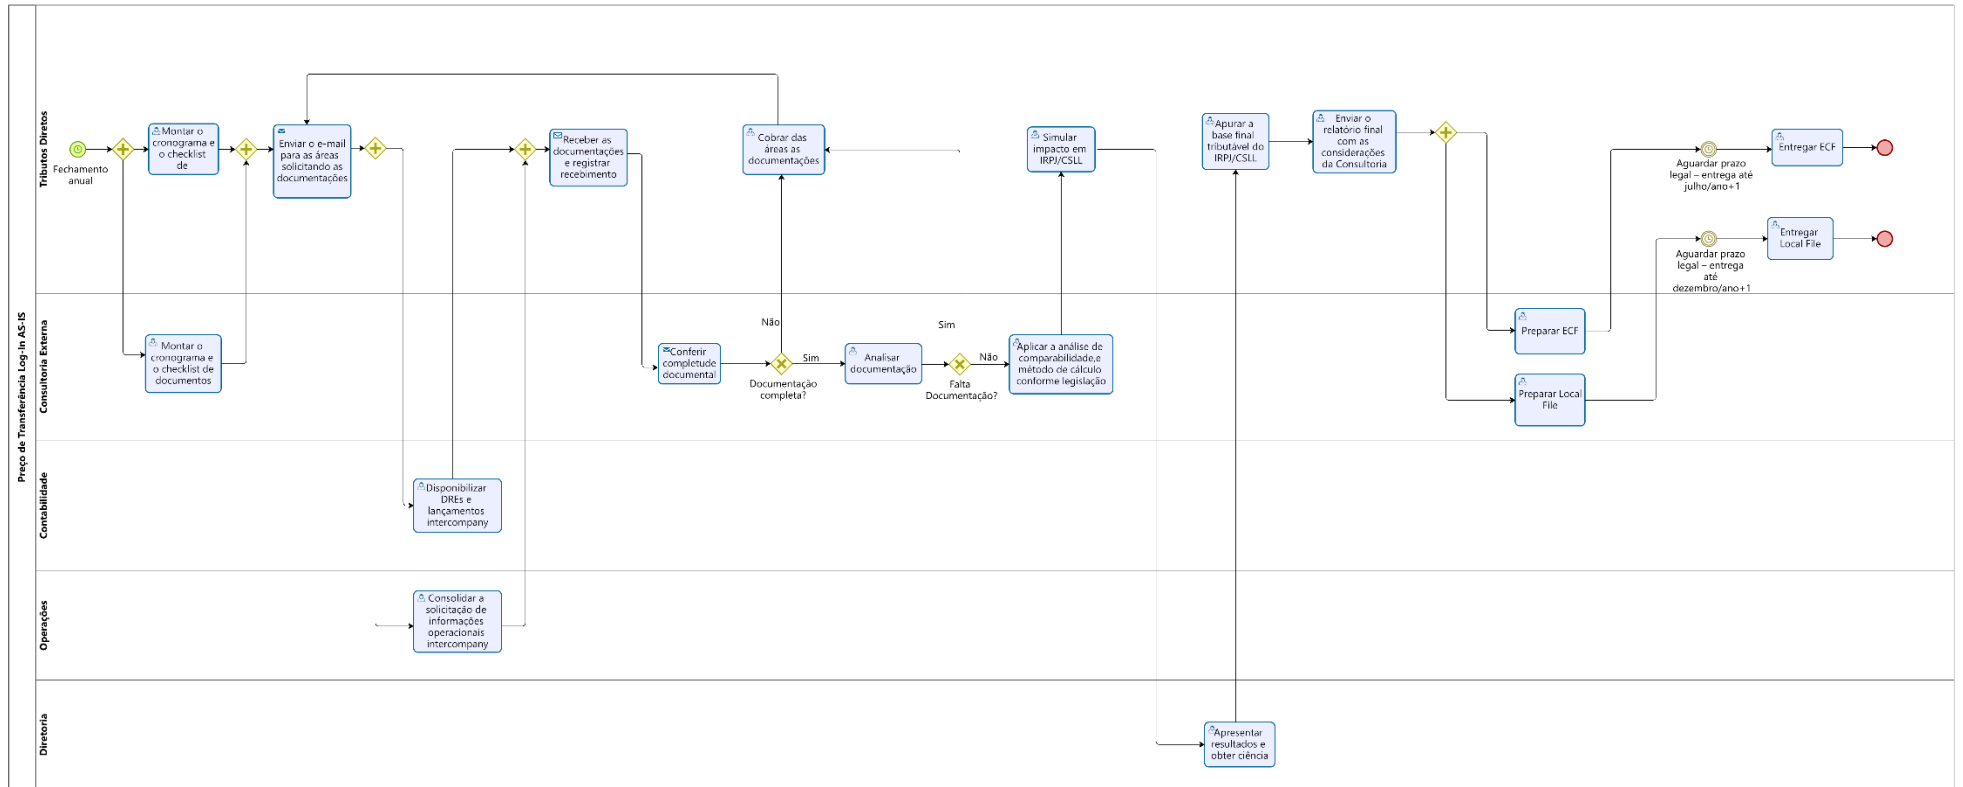 Preço de Transferência Log-In AS-IS
Tributos Diretos
Fechamento
anual
Montar o
cronograma e
o checklist
de
Enviar o e-mail
para as áreas
solicitando as
documentações
Receber as
documentações
e registrar
recebimento
Cobrar das
áreas as
documentações
Simular
impacto em
IRPJ/CSLL
Apurar a
base final
tributável do
IRPJ/CSLL
Enviar o
relatório final
com as
considerações
da Consultoria
Aguardar prazo
legal – entrega até
julho/ano+1
Entregar ECF
Aguardar prazo
legal – entrega
até
dezembro/ano+1
Entregar
Local File
Consultoria Externa
Montar o
cronograma e
o checklist de
documentos
Conferir
completude
documental
Não
Sim
Documentação
completa?
Analisar
documentação
Sim
Não
Falta
Documentação?
Aplicar a análise de
comparabilidade,e
método de cálculo
conforme legislação
Preparar ECF
Preparar Local
File
Contabilidade
Disponibilizar
DREs e
lançamentos
intercompany
Operações
Consolidar a
solicitação de
informações
operacionais
intercompany
Diretoria
Apresentar
resultados e
obter ciência